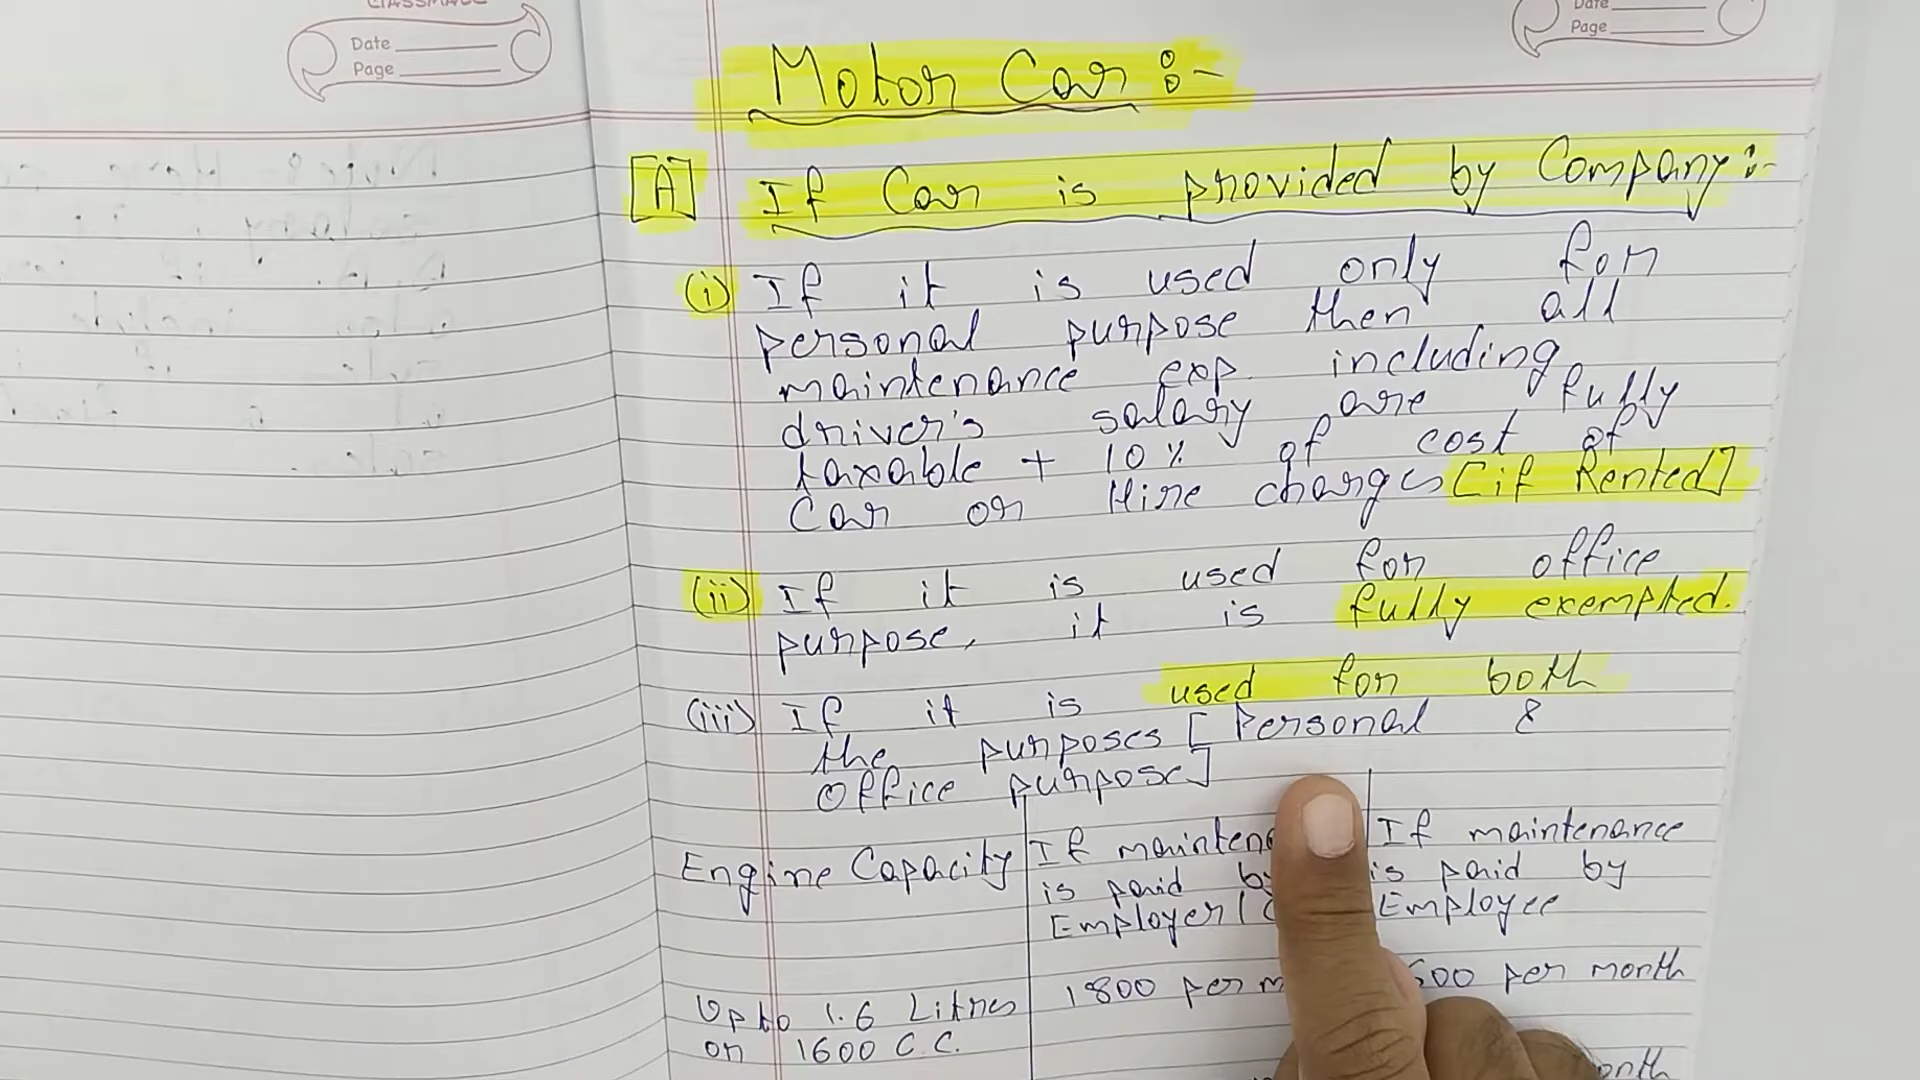 CLASSMATE
Date
Page
Date
Page
Motor Car :-
[A] If Car is provided by Company :-
(i) If it is used only for
personal purpose then all
maintenance exp. including
driver's salary are fully
taxable + 10% of cost of
Car or Hire charges [if Rented]
(ii) If it is used for office
purpose, it is fully exempted.
(iii) If it is used for both
the purposes [Personal &
Office purpose]
Engine Capacity
If
is paid
Employer
If maintenance
is paid by
Employee
Upto 1.6 Litres
or 1600 C.C.
1800 per
per month